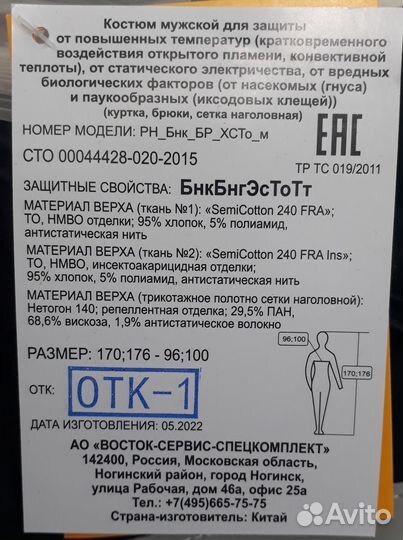 Костюм мужской для защиты
от повышенных температур (кратковременного
воздействия открытого пламени, конвективной
теплоты), от статического электричества, от вредных
биологических факторов (от насекомых (гнуса)
и паукообразных (иксодовых клещей))
(куртка, брюки, сетка наголовная)
НОМЕР МОДЕЛИ: РН_Бнк_БР_ХСТо_м
ЕАС
СТО 00044428-020-2015
ТР ТС 019/2011
ЗАЩИТНЫЕ СВОЙСТВА: БнкБнгЭсТоТт
МАТЕРИАЛ ВЕРХА (ткань №1): «SemiCotton 240 FRA»;
ТО, НМВО отделки; 95% хлопок, 5% полиамид,
антистатическая нить
МАТЕРИАЛ ВЕРХА (ткань №2): «SemiCotton 240 FRA Ins»;
ТО, НМВО, инсектоакарицидная отделки;
95% хлопок, 5% полиамид, антистатическая нить
МАТЕРИАЛ ВЕРХА (трикотажное полотно сетки наголовной):
Нетогон 140; репеллентная отделка; 29,5% ПАН,
68,6% вискоза, 1,9% антистатическое волокно
РАЗМЕР: 170;176 - 96;100
96;100
170;176
ОТК:
ОТК-1
ДАТА ИЗГОТОВЛЕНИЯ: 05.2022
АО «ВОСТОК-СЕРВИС-СПЕЦКОМПЛЕКТ»
142400, Россия, Московская область,
Ногинский район, город Ногинск,
улица Рабочая, дом 46а, офис 25а
Тел.: +7(495)665-75-75
Страна-изготовитель: Китай
Avito